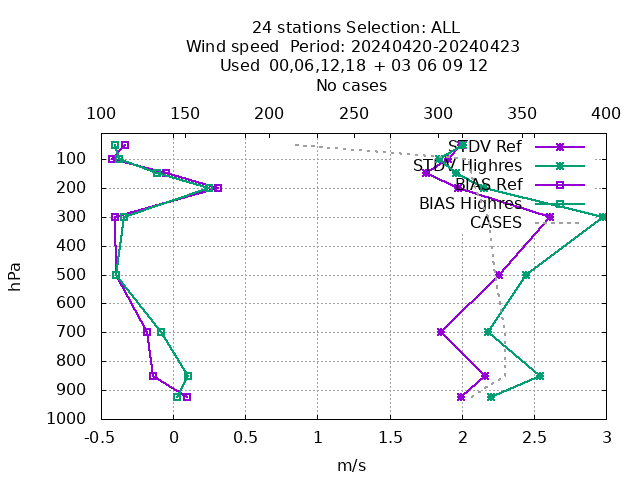 24 stations Selection: ALL
Wind speed  Period: 20240420-20240423
Used  00,06,12,18 + 03 06 09 12
No cases
100 150 200 250 300 350 400
STDV Ref
STDV Highres
BIAS Ref
BIAS Highres
CASES
hPa
100
200
300
400
500
600
700
800
900
1000
-0.5 0 0.5 1 1.5 2 2.5 3
m/s